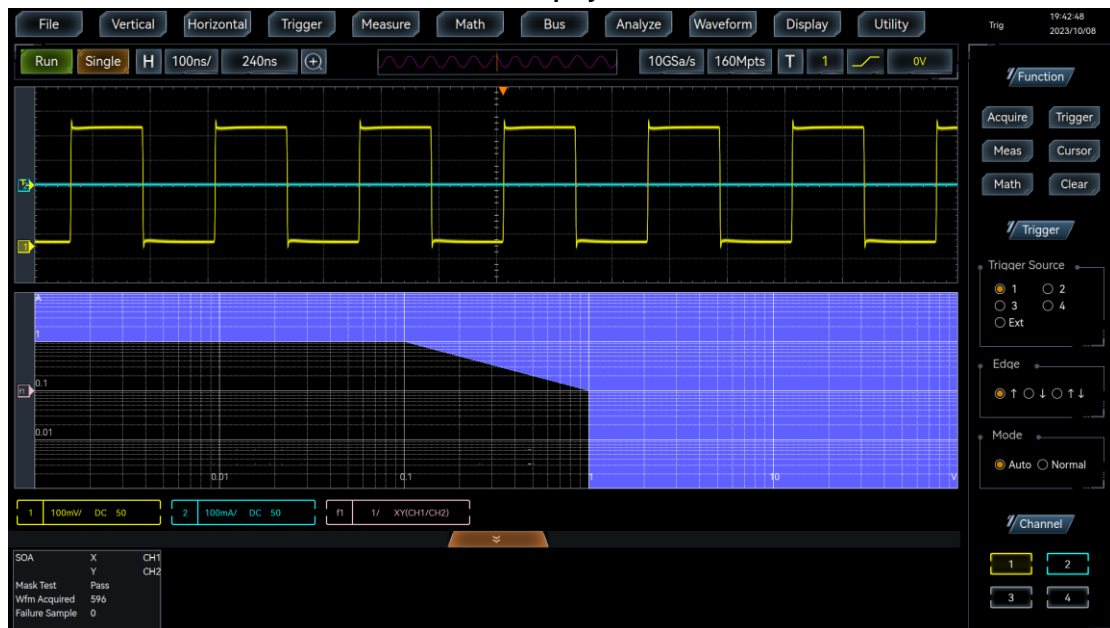 File Vertical Horizontal Trigger Measure Math Bus Analyze Waveform Display Utility Trig 19:42:48
2023/10/08
Run Single H 100ns/ 240ns 10GSa/s 160Mpts T 1 0V
Function
Acquire Trigger
Meas Cursor
Math Clear
Trigger
Trigger Source
1 2
3 4
Ext
Edge
↑ ↓ ↑↓
Mode
Auto Normal
Channel
1 2
3 4
2
1
A
1
f1 0.1
0.01
0.01 0.1 1 10 V
1 100mV/ DC 50 2 100mA/ DC 50 f1 1/ XY(CH1/CH2)
SOA X CH1
Y CH2
Mask Test Pass
Wfm Acquired 596
Failure Sample 0